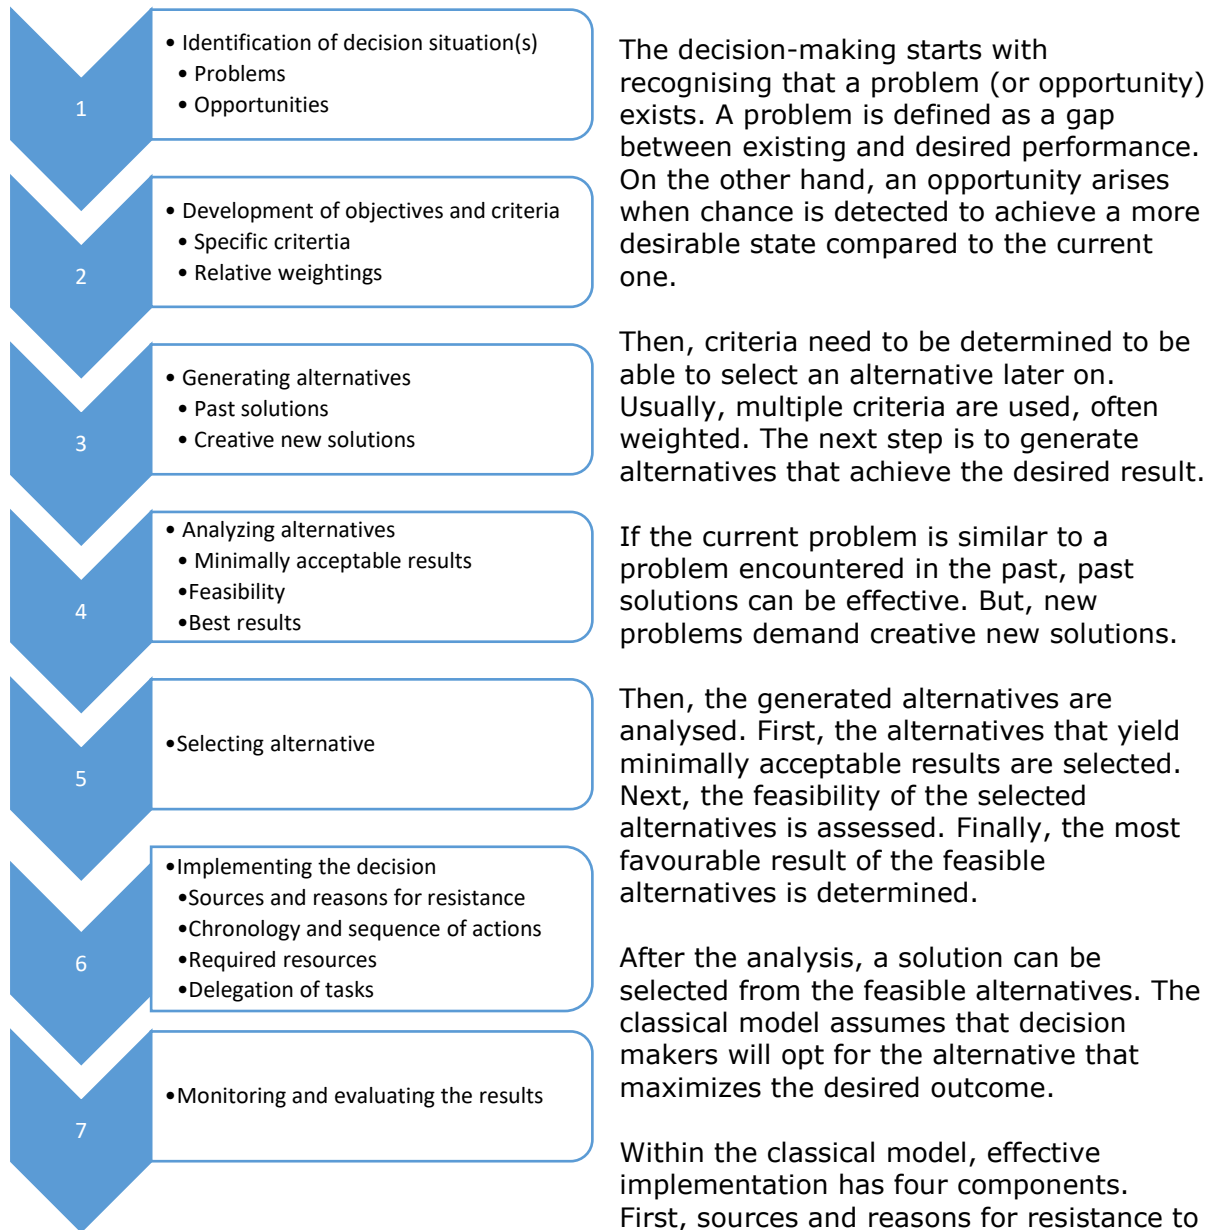 1
• Identification of decision situation(s)
• Problems
• Opportunities
2
• Development of objectives and criteria
• Specific critertia
• Relative weightings
3
• Generating alternatives
• Past solutions
• Creative new solutions
4
• Analyzing alternatives
• Minimally acceptable results
•Feasibility
•Best results
5
•Selecting alternative
6
•Implementing the decision
•Sources and reasons for resistance
•Chronology and sequence of actions
•Required resources
•Delegation of tasks
7
•Monitoring and evaluating the results
The decision-making starts with
recognising that a problem (or opportunity)
exists. A problem is defined as a gap
between existing and desired performance.
On the other hand, an opportunity arises
when chance is detected to achieve a more
desirable state compared to the current
one.
Then, criteria need to be determined to be
able to select an alternative later on.
Usually, multiple criteria are used, often
weighted. The next step is to generate
alternatives that achieve the desired result.
If the current problem is similar to a
problem encountered in the past, past
solutions can be effective. But, new
problems demand creative new solutions.
Then, the generated alternatives are
analysed. First, the alternatives that yield
minimally acceptable results are selected.
Next, the feasibility of the selected
alternatives is assessed. Finally, the most
favourable result of the feasible
alternatives is determined.
After the analysis, a solution can be
selected from the feasible alternatives. The
classical model assumes that decision
makers will opt for the alternative that
maximizes the desired outcome.
Within the classical model, effective
implementation has four components.
First, sources and reasons for resistance to